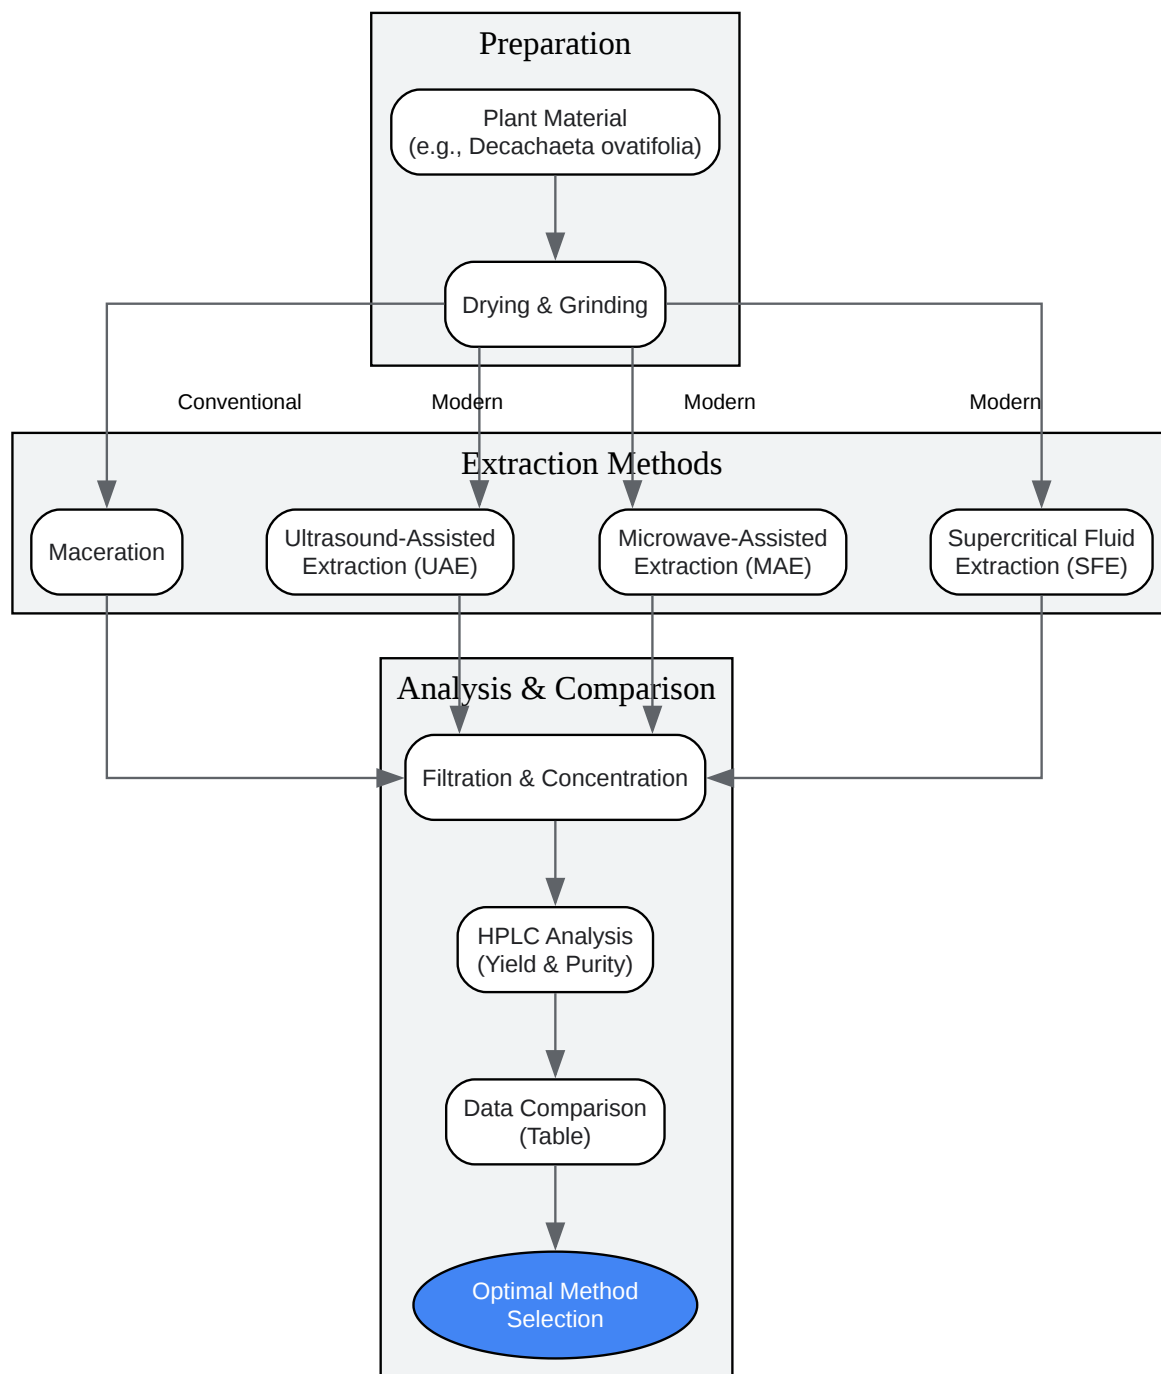 Preparation
Plant Material
(e.g., Decachaeta ovatifolia)
Drying & Grinding
Conventional
Modern
Modern
Modern
Extraction Methods
Maceration
Ultrasound-Assisted
Extraction (UAE)
Microwave-Assisted
Extraction (MAE)
Supercritical Fluid
Extraction (SFE)
Analysis & Comparison
Filtration & Concentration
HPLC Analysis
(Yield & Purity)
Data Comparison
(Table)
Optimal Method
Selection